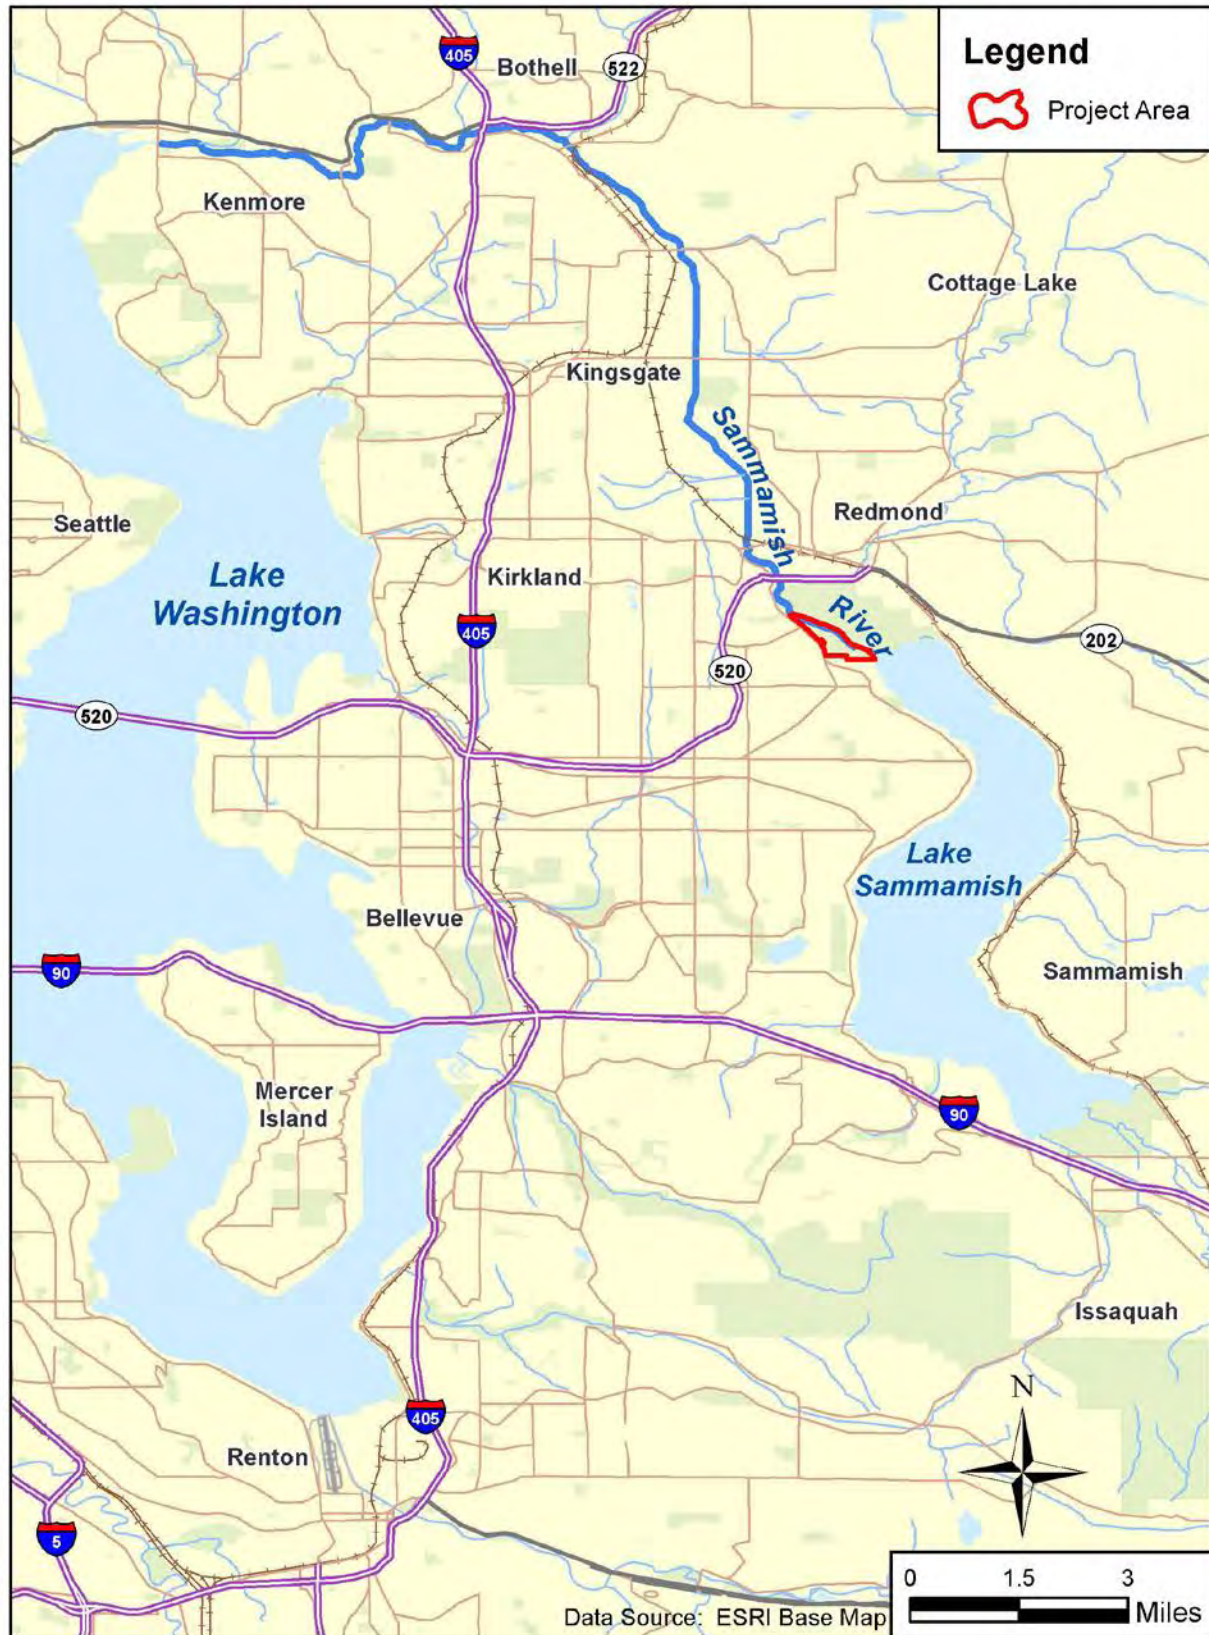 Legend
Project Area
405
Bothell
522
Kenmore
Cottage Lake
Kingsgate
Sammamish
River
Redmond
Seattle
Lake
Washington
Kirkland
405
202
520
520
Lake
Sammamish
Bellevue
90
Sammamish
Mercer
Island
90
Issaquah
N
405
Renton
5
0 1.5 3
Miles
Data Source: ESRI Base Map